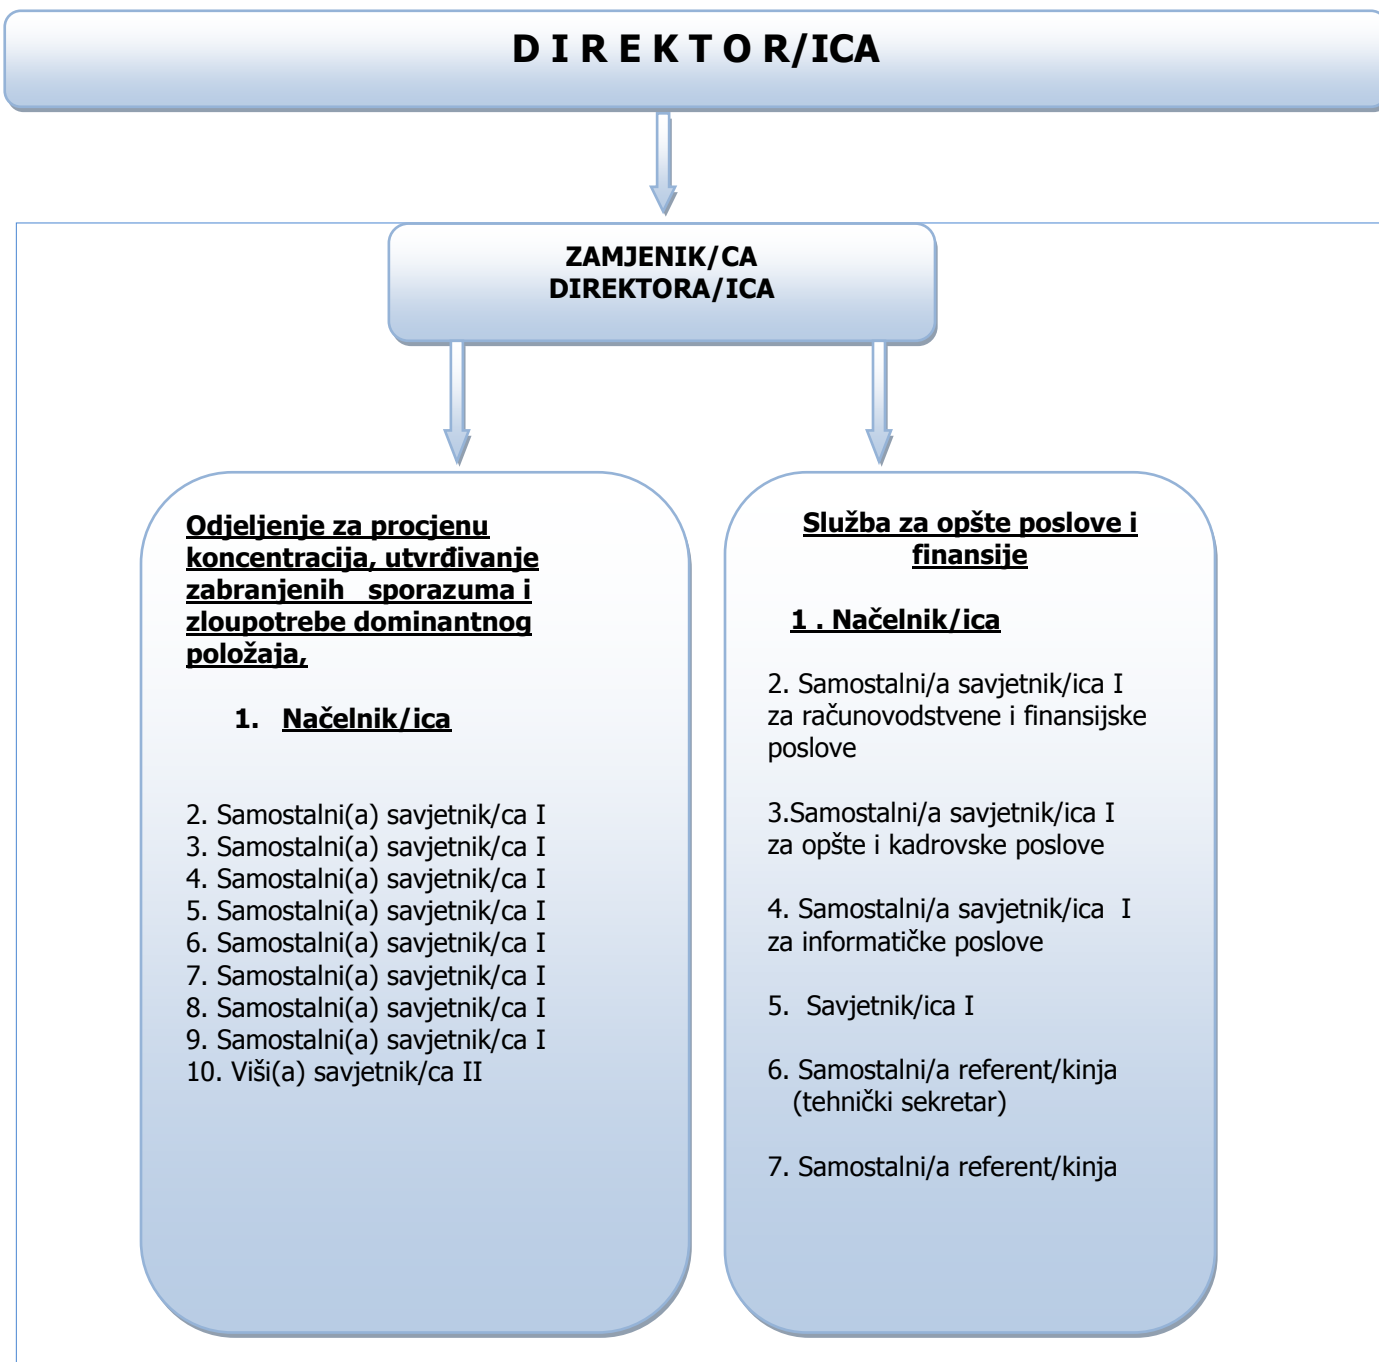 D I R E K T O R/ICA
ZAMJENIK/CA
DIREKTORA/ICA
Odjeljenje za procjenu
koncentracija, utvrđivanje
zabranjenih sporazuma i
zloupotrebe dominantnog
položaja,
1. Načelnik/ica
2. Samostalni(a) savjetnik/ca I
3. Samostalni(a) savjetnik/ca I
4. Samostalni(a) savjetnik/ca I
5. Samostalni(a) savjetnik/ca I
6. Samostalni(a) savjetnik/ca I
7. Samostalni(a) savjetnik/ca I
8. Samostalni(a) savjetnik/ca I
9. Samostalni(a) savjetnik/ca I
10. Viši(a) savjetnik/ca II
Služba za opšte poslove i
finansije
1 . Načelnik/ica
2. Samostalni/a savjetnik/ica I
za računovodstvene i finansijske
poslove
3.Samostalni/a savjetnik/ica I
za opšte i kadrovske poslove
4. Samostalni/a savjetnik/ica I
za informatičke poslove
5. Savjetnik/ica I
6. Samostalni/a referent/kinja
(tehnički sekretar)
7. Samostalni/a referent/kinja